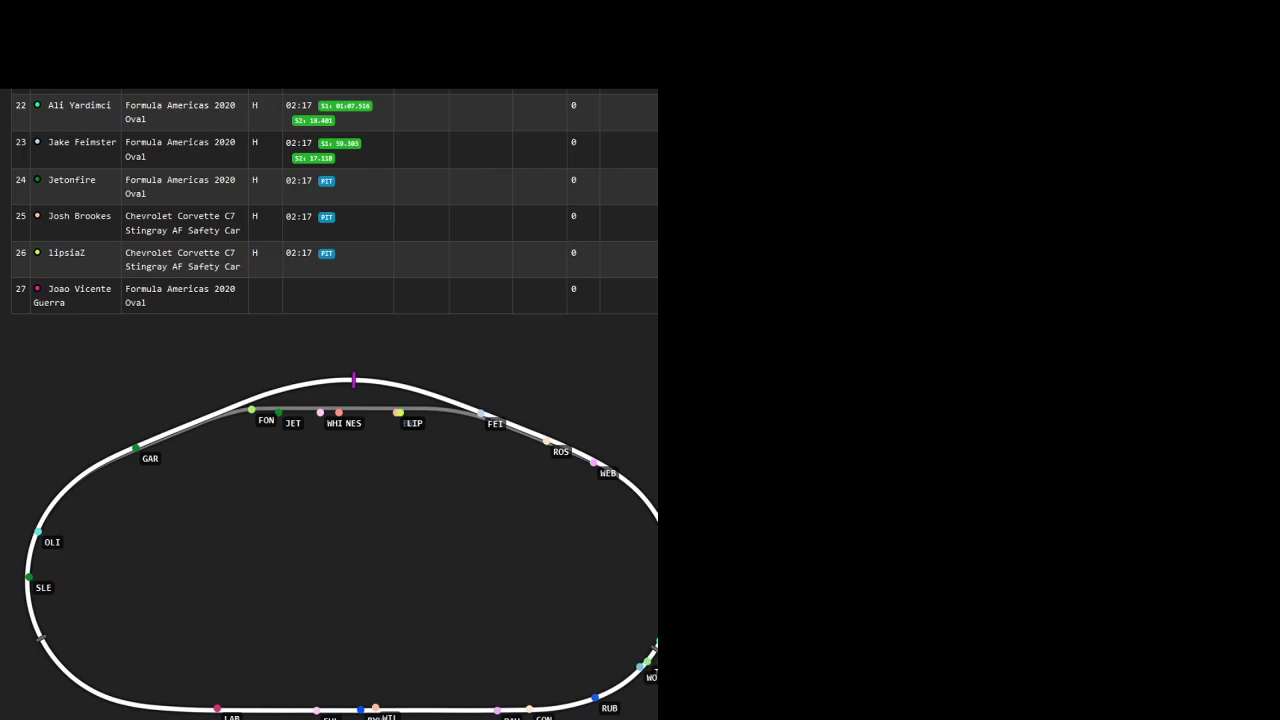 22 Ali Yardimci Formula Americas 2020 H 02:17 S1: 01:07.516 0
Oval S2: 18.401
23 Jake Feimster Formula Americas 2020 H 02:17 S1: 59.303 0
Oval S2: 17.118
24 Jetonfire Formula Americas 2020 H 02:17 PIT 0
Oval
25 Josh Brookes Chevrolet Corvette C7 H 02:17 PIT 0
Stingray AF Safety Car
26 lipsiaZ Chevrolet Corvette C7 H 02:17 PIT 0
Stingray AF Safety Car
27 Joao Vicente Formula Americas 2020 0
Guerra Oval
FON JET WHI NES LIP FEI
ROS
GAR
WEB
OLI
SLE
WO
RUB
LAB WIL CON